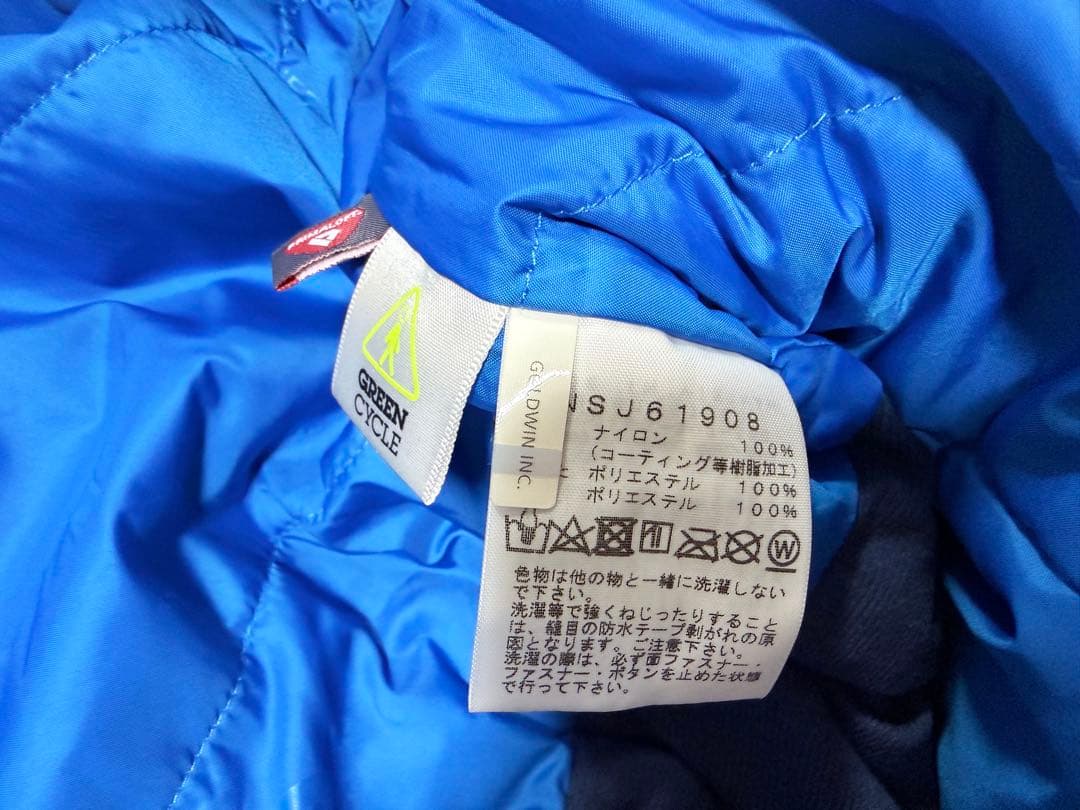 PRIMALOFT
GREEN
CYCLE
GOLDWIN INC.
NSJ61908
ナイロン 100%
(コーティング等樹脂加工)
ポリエステル 100%
ポリエステル 100%
W
色物は他の物と一緒に洗濯しない
で下さい。
洗濯等で強くねじったりすること
は、縫目の防水テープ剥がれの原
因となります。ご注意下さい。
洗濯の際は、必ず面ファスナー・
ファスナー・ボタンを止めた状態
で行って下さい。